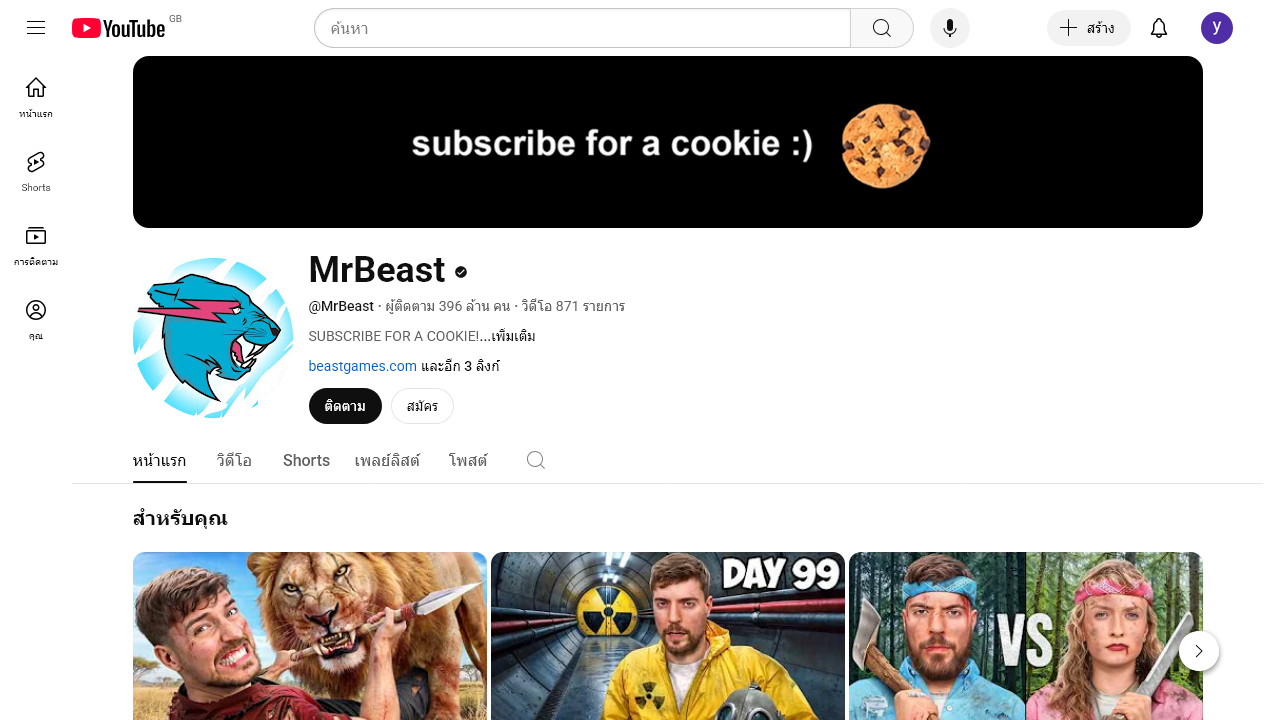 YouTube GB
ค้นหา
สร้าง
y
หน้าแรก
Shorts
การติดตาม
คุณ
subscribe for a cookie :)
MrBeast
@MrBeast • ผู้ติดตาม 396 ล้าน คน • วิดีโอ 871 รายการ
SUBSCRIBE FOR A COOKIE!...เพิ่มเติม
beastgames.com และอีก 3 ลิงก์
ติดตาม สมัคร
หน้าแรก วิดีโอ Shorts เพลย์ลิสต์ โพสต์
สำหรับคุณ
DAY 99
VS